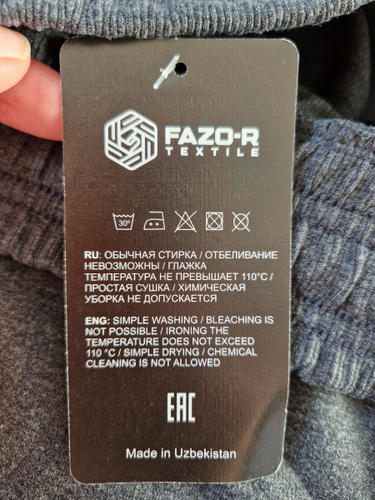 FAZO-R
TEXTILE
30°
RU: ОБЫЧНАЯ СТИРКА / ОТБЕЛИВАНИЕ
НЕВОЗМОЖНЫ / ГЛАЖКА
ТЕМПЕРАТУРА НЕ ПРЕВЫШАЕТ 110°C /
ПРОСТАЯ СУШКА / ХИМИЧЕСКАЯ
УБОРКА НЕ ДОПУСКАЕТСЯ
ENG: SIMPLE WASHING / BLEACHING IS
NOT POSSIBLE / IRONING THE
TEMPERATURE DOES NOT EXCEED
110 °C / SIMPLE DRYING / CHEMICAL
CLEANING IS NOT ALLOWED
EAC
Made in Uzbekistan